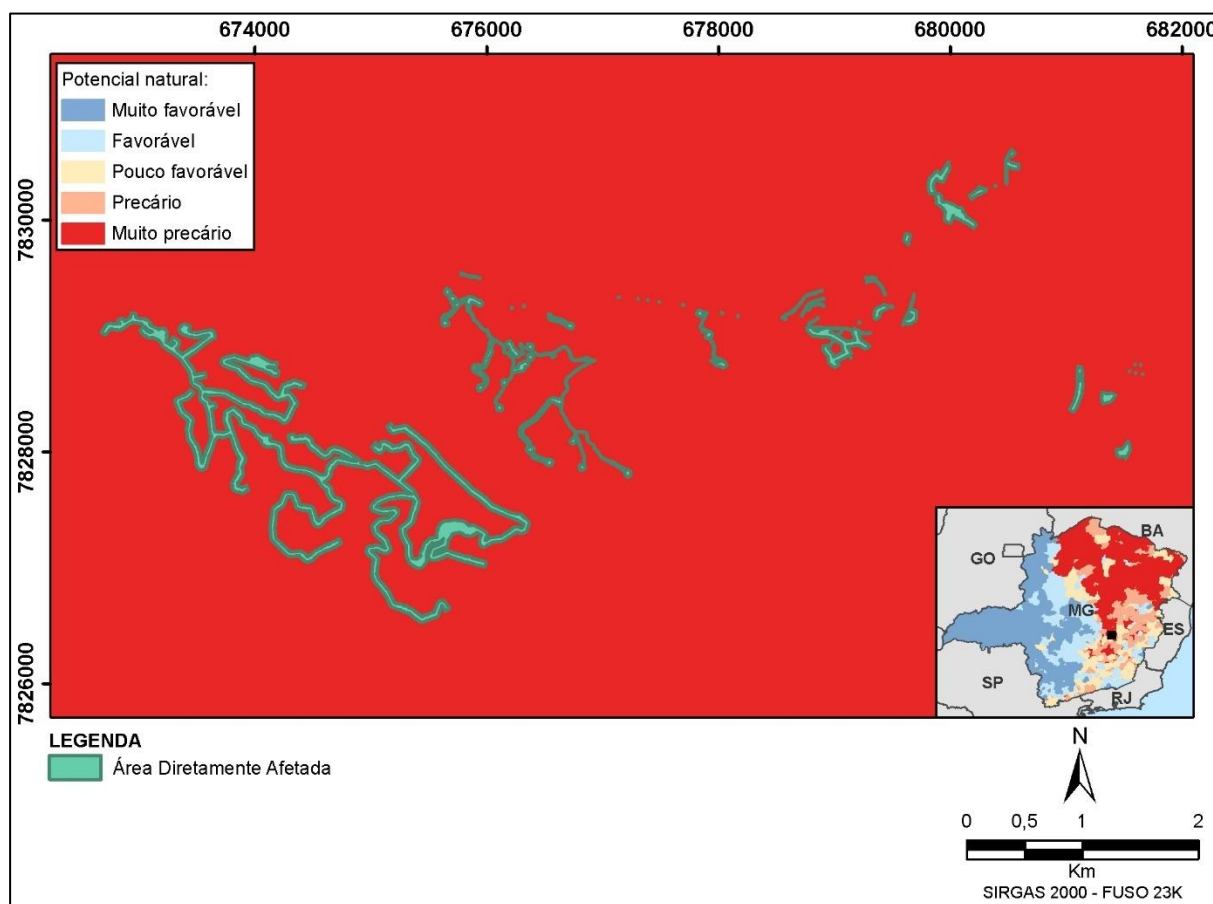 674000 676000 678000 680000 682000
Potencial natural:
Muito favorável
Favorável
Pouco favorável
Precário
Muito precário
7830000
7828000
7826000
GO
BA
MG
ES
SP
RJ
LEGENDA
Área Diretamente Afetada
N
0 0,5 1 2
Km
SIRGAS 2000 - FUSO 23K